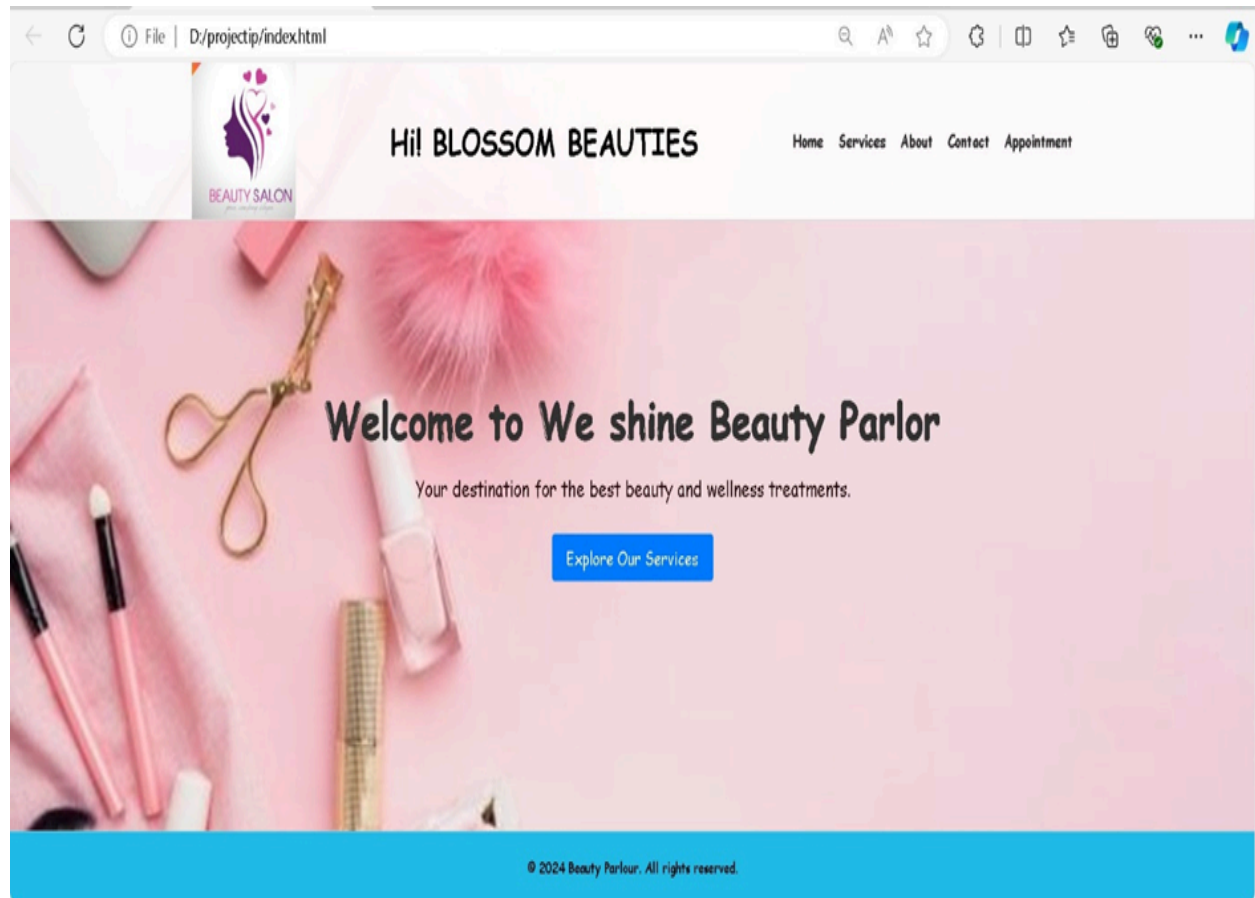 File | D:/projectip/index.html
BEAUTY SALON
Hi! BLOSSOM BEAUTIES
Home Services About Contact Appointment
Welcome to We shine Beauty Parlor
Your destination for the best beauty and wellness treatments.
Explore Our Services
© 2024 Beauty Parlour. All rights reserved.